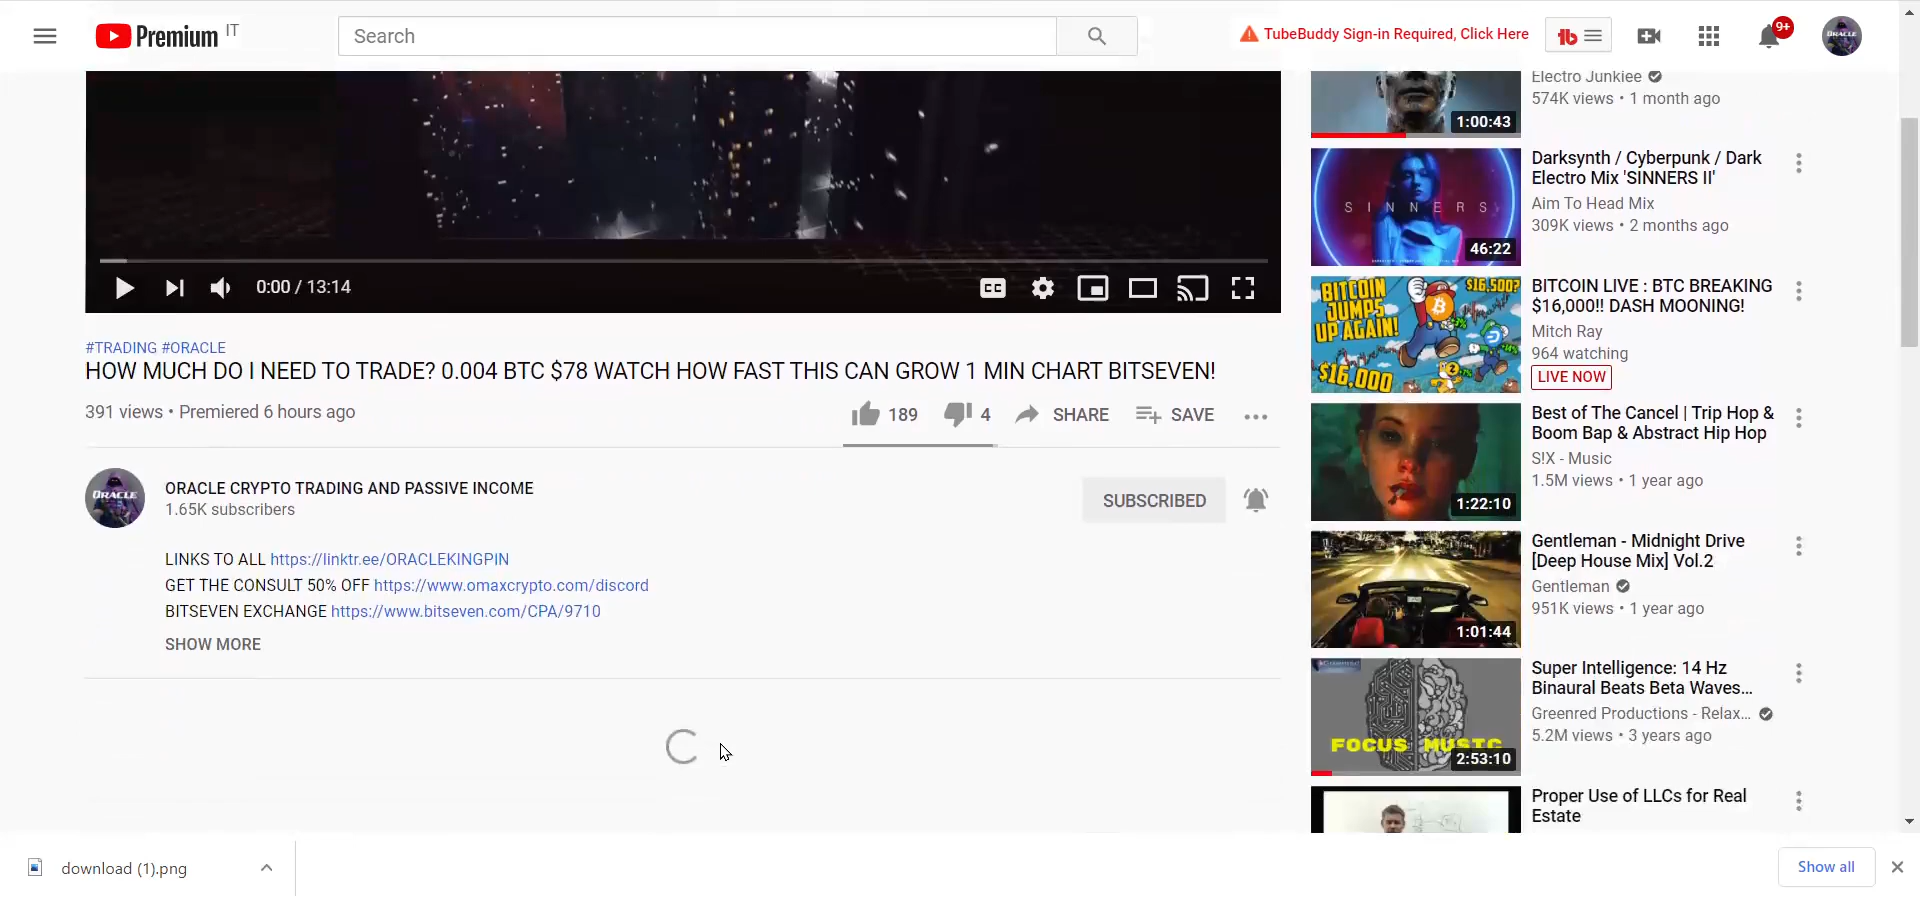 Premium IT
Search
TubeBuddy Sign-in Required, Click Here
9+
ORACLE
0:00 / 13:14
CC
#TRADING #ORACLE
HOW MUCH DO I NEED TO TRADE? 0.004 BTC $78 WATCH HOW FAST THIS CAN GROW 1 MIN CHART BITSEVEN!
391 views • Premiered 6 hours ago
189
4
SHARE
SAVE
ORACLE
ORACLE CRYPTO TRADING AND PASSIVE INCOME
1.65K subscribers
SUBSCRIBED
LINKS TO ALL https://linktr.ee/ORACLEKINGPIN
GET THE CONSULT 50% OFF https://www.omaxcrypto.com/discord
BITSEVEN EXCHANGE https://www.bitseven.com/CPA/9710
SHOW MORE
Electro Junkiee
574K views • 1 month ago
1:00:43
Darksynth / Cyberpunk / Dark
Electro Mix 'SINNERS II'
Aim To Head Mix
309K views • 2 months ago
SINNERS
46:22
BITCOIN LIVE : BTC BREAKING
$16,000!! DASH MOONING!
Mitch Ray
964 watching
LIVE NOW
BITCOIN
JUMPS
UP AGAIN!
$16,500?
$16,000
Best of The Cancel | Trip Hop &
Boom Bap & Abstract Hip Hop
S!X - Music
1.5M views • 1 year ago
1:22:10
Gentleman - Midnight Drive
[Deep House Mix] Vol.2
Gentleman
951K views • 1 year ago
1:01:44
Super Intelligence: 14 Hz
Binaural Beats Beta Waves...
Greenred Productions - Relax...
5.2M views • 3 years ago
FOCUS MUSIC
2:53:10
Proper Use of LLCs for Real
Estate
download (1).png
Show all